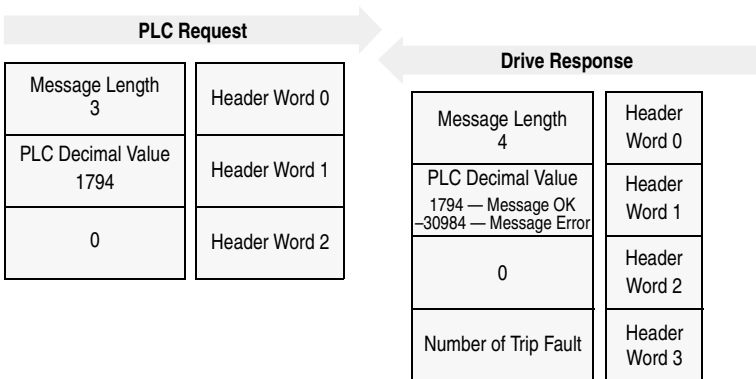 PLC Request
Message Length
3
Header Word 0
PLC Decimal Value
1794
Header Word 1
0
Header Word 2
Drive Response
Message Length
4
Header
Word 0
PLC Decimal Value
1794 — Message OK
–30984 — Message Error
Header
Word 1
0
Header
Word 2
Number of Trip Fault
Header
Word 3